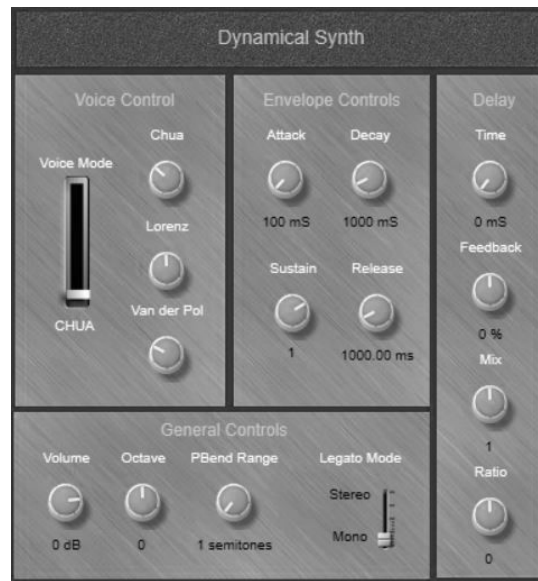 Dynamical Synth
Voice Control
Chua
Voice Mode
Lorenz
Van der Pol
CHUA
Envelope Controls
Attack Decay
100 mS 1000 mS
Sustain Release
1 1000.00 ms
Delay
Time
0 mS
Feedback
0 %
Mix
1
Ratio
0
General Controls
Volume Octave PBend Range Legato Mode
Stereo
Mono
0 dB 0 1 semitones